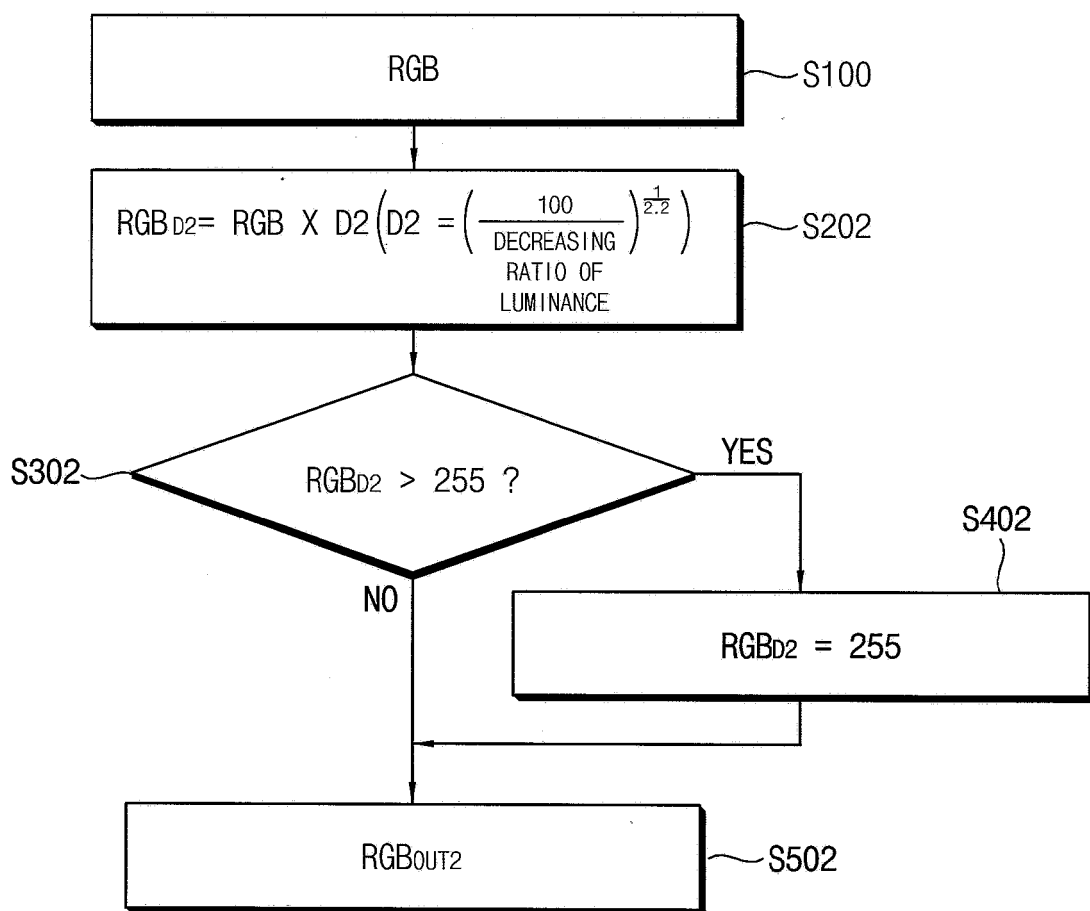 RGB
S100
RGBD2= RGB X D2(D2 = (100/DECREASING RATIO OF LUMINANCE)^1/2.2)
S202
S302
RGBD2 > 255 ?
YES
S402
NO
RGBD2 = 255
RGBOUT2
S502